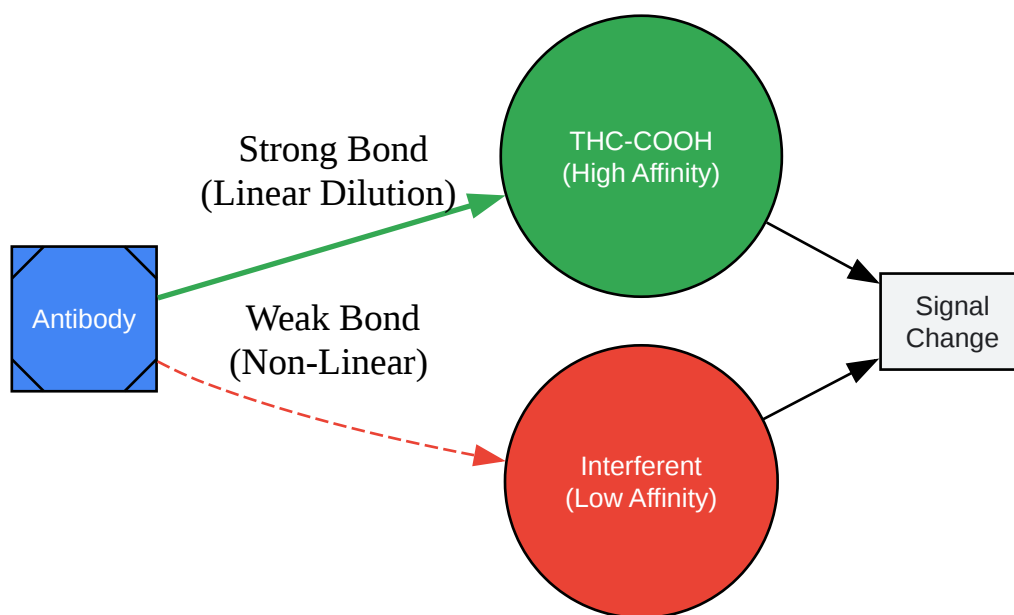 Strong Bond
(Linear Dilution)
THC-COOH
(High Affinity)
Antibody
Weak Bond
(Non-Linear)
Signal
Change
Interferent
(Low Affinity)